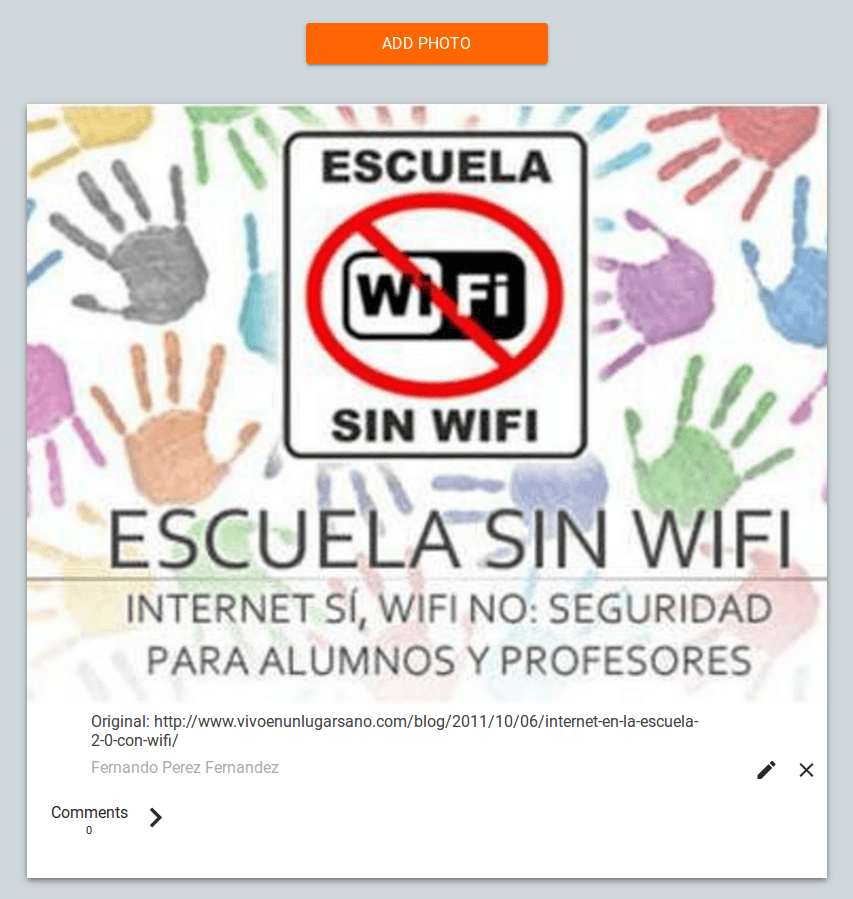 ADD PHOTO
ESCUELA
Wi Fi
SIN WIFI
ESCUELA SIN WIFI
INTERNET SÍ, WIFI NO: SEGURIDAD
PARA ALUMNOS Y PROFESORES
Original: http://www.vivoenunlugarsano.com/blog/2011/10/06/internet-en-la-escuela-
2-0-con-wifi/
Fernando Perez Fernandez
Comments
0